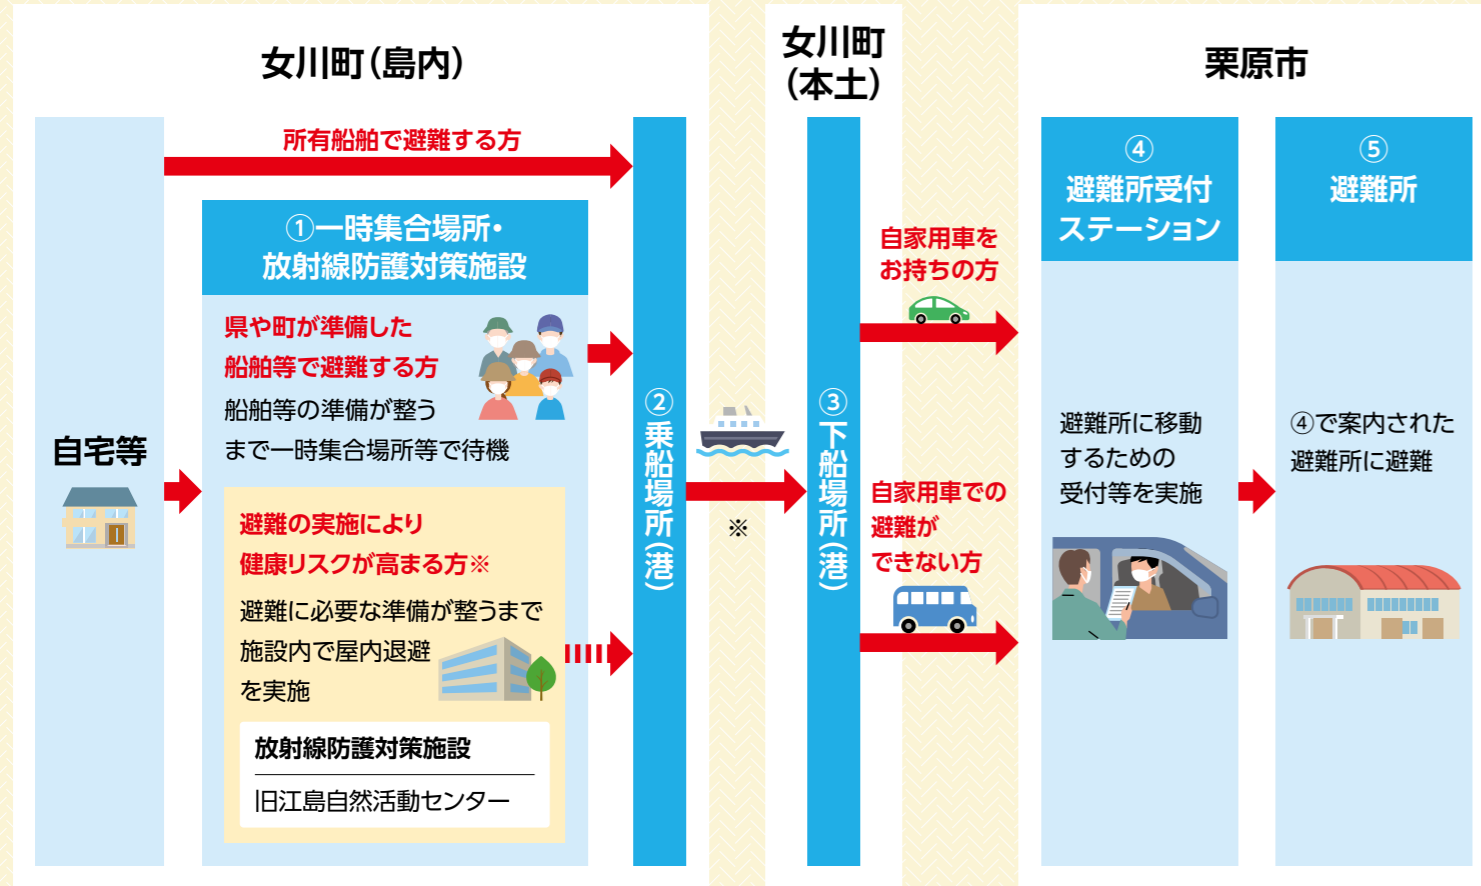 女川町(島内)
自宅等
所有船舶で避難する方
①一時集合場所・
放射線防護対策施設
県や町が準備した
船舶等で避難する方
船舶等の準備が整う
まで一時集合場所等で待機
避難の実施により
健康リスクが高まる方※
避難に必要な準備が整うまで
施設内で屋内退避
を実施
放射線防護対策施設
旧江島自然活動センター
②乗船場所(港)
※
女川町
(本土)
③下船場所(港)
自家用車を
お持ちの方
自家用車での
避難が
できない方
栗原市
④
避難所受付
ステーション
避難所に移動
するための
受付等を実施
⑤
避難所
④で案内された
避難所に避難